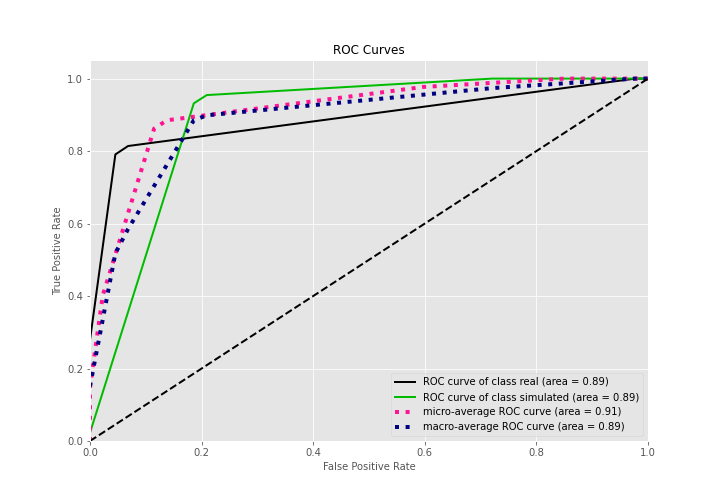 ROC Curves
True Positive Rate
1.0
0.8
0.6
0.4
0.2
0.0
0.0 0.2 0.4 0.6 0.8 1.0
False Positive Rate
ROC curve of class real (area = 0.89)
ROC curve of class simulated (area = 0.89)
micro-average ROC curve (area = 0.91)
macro-average ROC curve (area = 0.89)